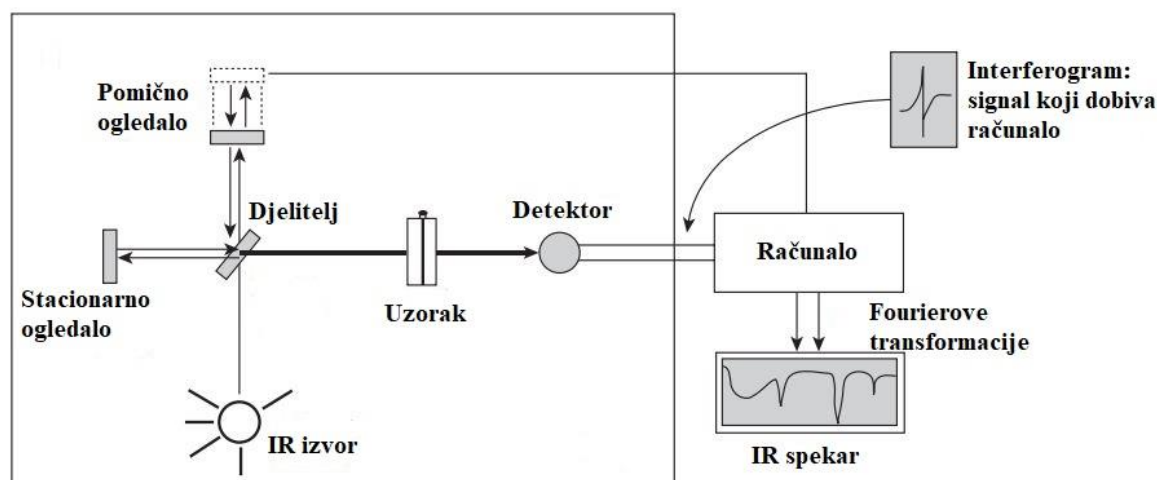 Pomično
ogledalo
Interferogram:
signal koji dobiva
računalo
Djelitelj
Detektor
Računalo
Stacionarno
ogledalo
Uzorak
Fourierove
transformacije
IR izvor
IR spekar